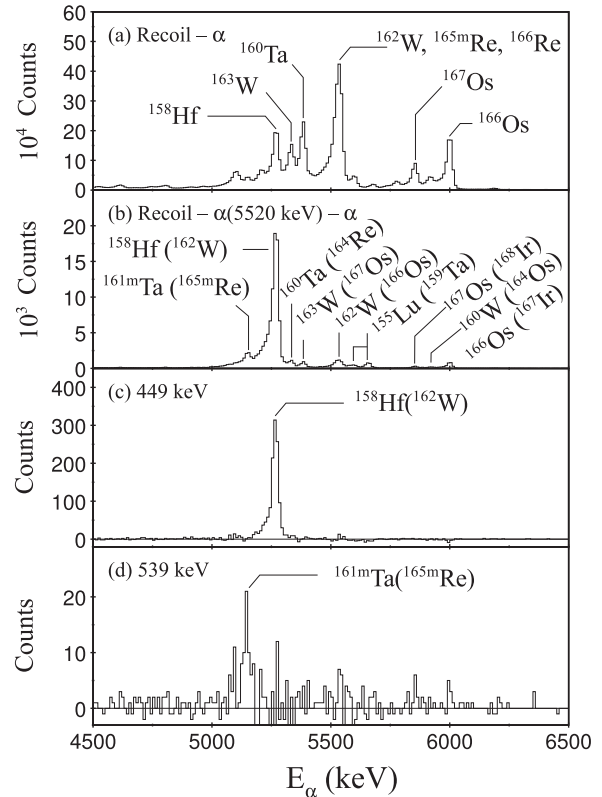 (a) Recoil – α
¹⁶²W, ¹⁶⁵ᵐRe, ¹⁶⁶Re
¹⁶⁰Ta
¹⁶³W
¹⁶⁷Os
¹⁵⁸Hf
¹⁶⁶Os
60
50
40
30
20
10
0
10⁴ Counts
(b) Recoil – α(5520 keV) – α
¹⁵⁸Hf (¹⁶²W)
¹⁶¹ᵐTa (¹⁶⁵ᵐRe)
¹⁶⁰Ta (¹⁶⁴Re)
¹⁶³W (¹⁶⁷Os)
¹⁶²W (¹⁶⁶Os)
¹⁵⁵Lu (¹⁵⁹Ta)
¹⁶⁷Os (¹⁶⁸Ir)
¹⁶⁰W (¹⁶⁴Os)
¹⁶⁶Os (¹⁶⁷Ir)
20
15
10
5
0
10³ Counts
(c) 449 keV
¹⁵⁸Hf(¹⁶²W)
400
300
200
100
0
Counts
(d) 539 keV
¹⁶¹ᵐTa(¹⁶⁵ᵐRe)
20
10
0
Counts
4500 5000 5500 6000 6500
E_α (keV)